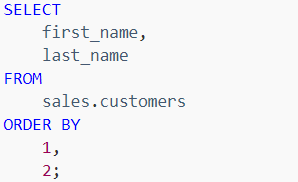 SELECT
    first_name,
    last_name
FROM
    sales.customers
ORDER BY
    1,
    2;